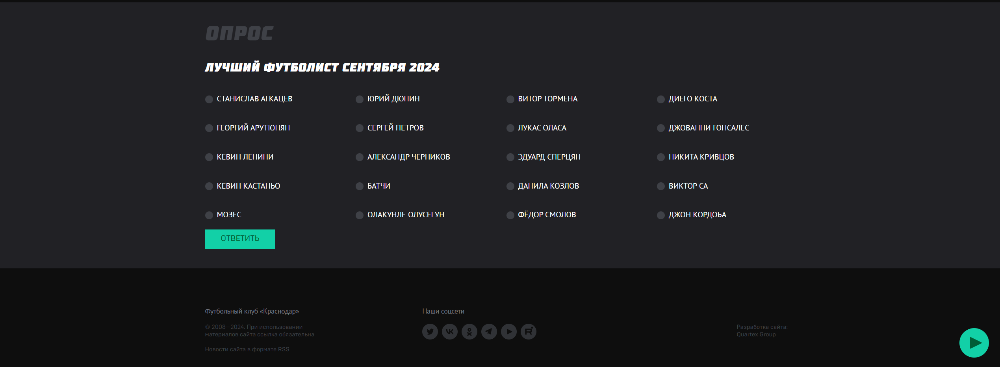 ОПРОС
ЛУЧШИЙ ФУТБОЛИСТ СЕНТЯБРЯ 2024
СТАНИСЛАВ АГКАЦЕВ
ЮРИЙ ДЮПИН
ВИТОР ТОРМЕНА
ДИЕГО КОСТА
ГЕОРГИЙ АРУТЮНЯН
СЕРГЕЙ ПЕТРОВ
ЛУКАС ОЛАСА
ДЖОВАННИ ГОНСАЛЕС
КЕВИН ЛЕНИНИ
АЛЕКСАНДР ЧЕРНИКОВ
ЭДУАРД СПЕРЦЯН
НИКИТА КРИВЦОВ
КЕВИН КАСТАНЬО
БАТЧИ
ДАНИЛА КОЗЛОВ
ВИКТОР СА
МОЗЕС
ОЛАКУНЛЕ ОЛУСЕГУН
ФЁДОР СМОЛОВ
ДЖОН КОРДОБА
ОТВЕТИТЬ
Футбольный клуб «Краснодар»
© 2008—2024. При использовании
материалов сайта ссылка обязательна
Новости сайта в формате RSS
Наши соцсети
Разработка сайта:
Quartex Group